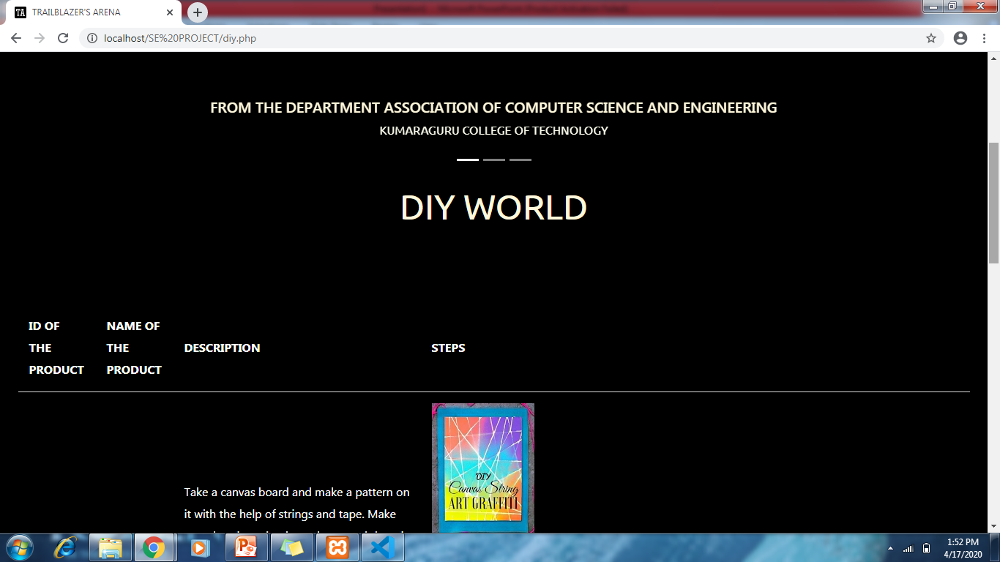 TA TRAILBLAZER'S ARENA
localhost/SE%20PROJECT/diy.php
FROM THE DEPARTMENT ASSOCIATION OF COMPUTER SCIENCE AND ENGINEERING
KUMARAGURU COLLEGE OF TECHNOLOGY
DIY WORLD
ID OF THE PRODUCT
NAME OF THE PRODUCT
DESCRIPTION
STEPS
DIY
Canvas String
ART GRAFFITI
Take a canvas board and make a pattern on
it with the help of strings and tape. Make
1:52 PM
4/17/2020